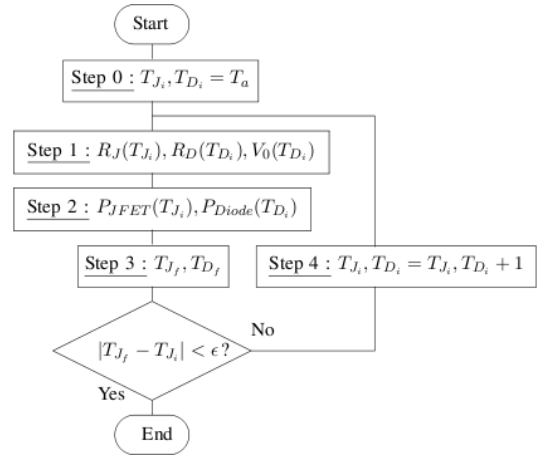 Start
Step 0 : T_{J_i}, T_{D_i} = T_a
Step 1 : R_J(T_{J_i}), R_D(T_{D_i}), V_0(T_{D_i})
Step 2 : P_{JFET}(T_{J_i}), P_{Diode}(T_{D_i})
Step 3 : T_{J_f}, T_{D_f}
Step 4 : T_{J_i}, T_{D_i} = T_{J_i}, T_{D_i} + 1
|T_{J_f} − T_{J_i}| < ϵ?
No
Yes
End